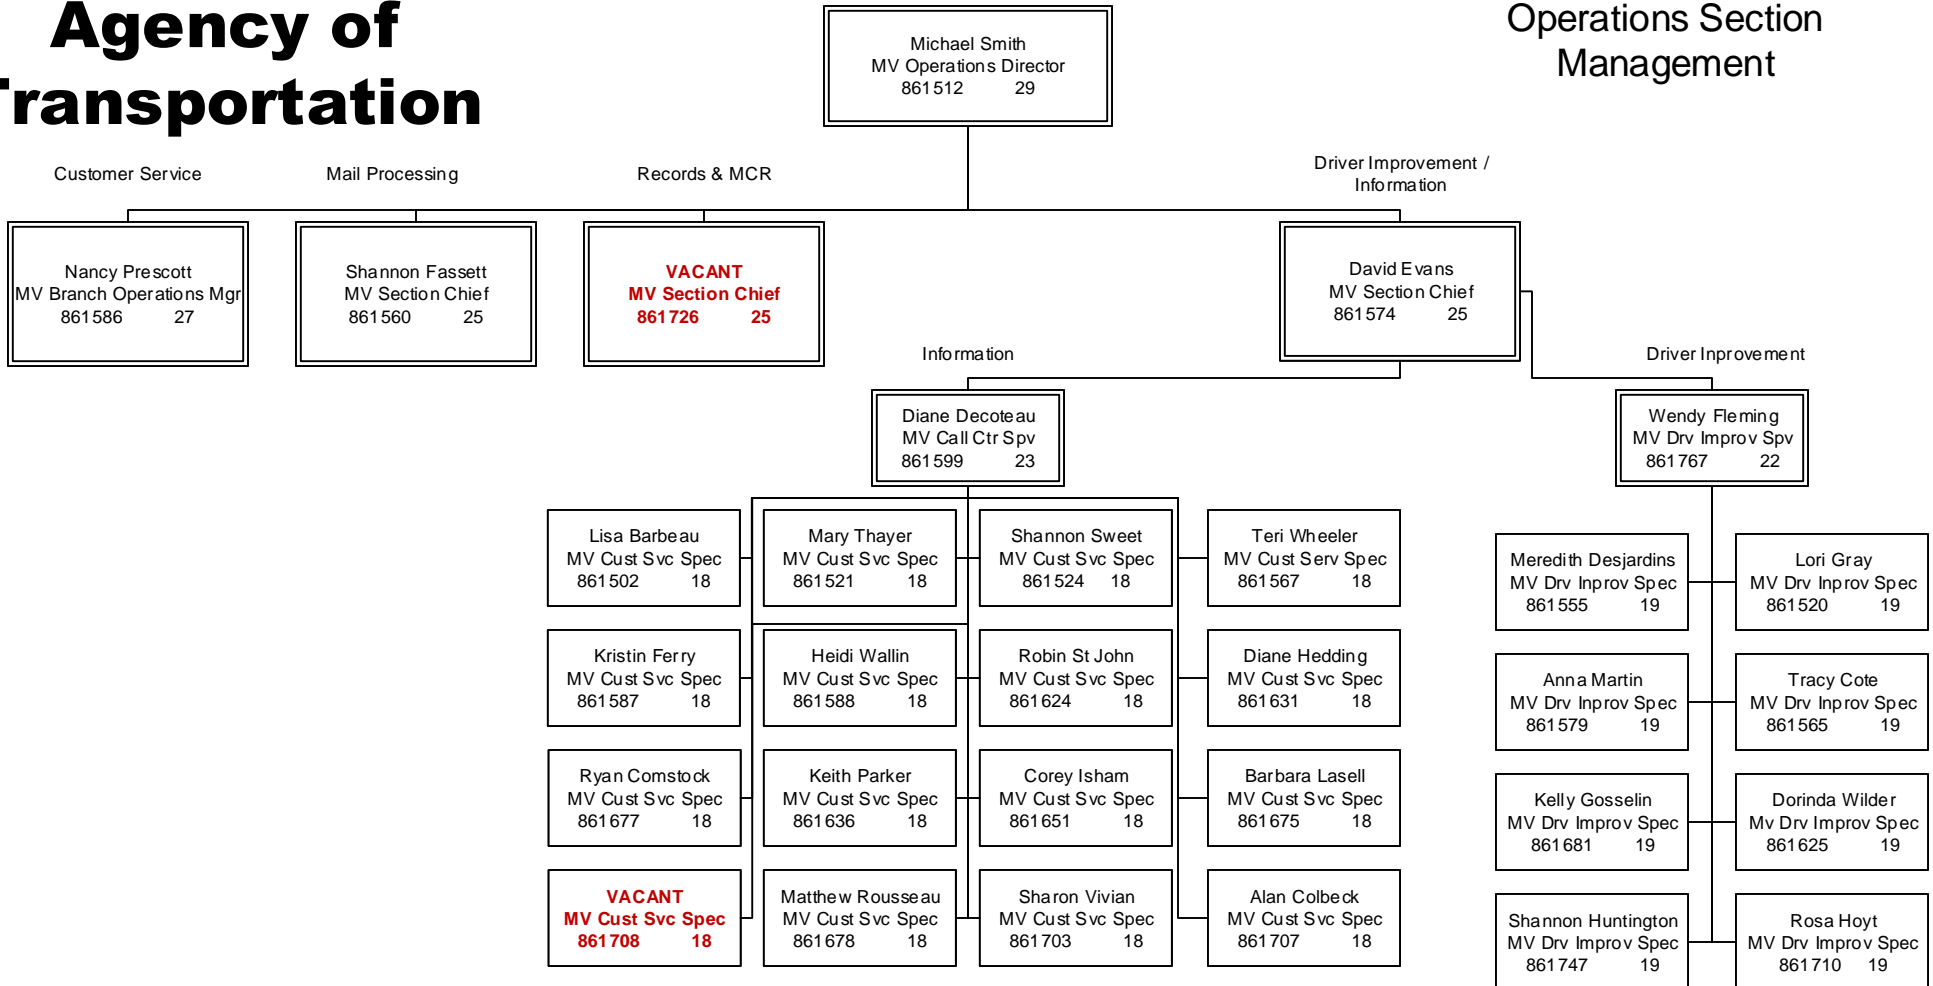 Agency of
Transportation
Operations Section
Management
Michael Smith
MV Operations Director
861512 29
Customer Service
Mail Processing
Records & MCR
Driver Improvement /
Information
Nancy Prescott
MV Branch Operations Mgr
861586 27
Shannon Fassett
MV Section Chief
861560 25
VACANT
MV Section Chief
861726 25
David Evans
MV Section Chief
861574 25
Information
Driver Inprovement
Diane Decoteau
MV Call Ctr Spv
861599 23
Wendy Fleming
MV Drv Improv Spv
861767 22
Lisa Barbeau
MV Cust Svc Spec
861502 18
Mary Thayer
MV Cust Svc Spec
861521 18
Shannon Sweet
MV Cust Svc Spec
861524 18
Teri Wheeler
MV Cust Serv Spec
861567 18
Meredith Desjardins
MV Drv Inprov Spec
861555 19
Lori Gray
MV Drv Inprov Spec
861520 19
Kristin Ferry
MV Cust Svc Spec
861587 18
Heidi Wallin
MV Cust Svc Spec
861588 18
Robin St John
MV Cust Svc Spec
861624 18
Diane Hedding
MV Cust Svc Spec
861631 18
Anna Martin
MV Drv Inprov Spec
861579 19
Tracy Cote
MV Drv Inprov Spec
861565 19
Ryan Comstock
MV Cust Svc Spec
861677 18
Keith Parker
MV Cust Svc Spec
861636 18
Corey Isham
MV Cust Svc Spec
861651 18
Barbara Lasell
MV Cust Svc Spec
861675 18
Kelly Gosselin
MV Drv Improv Spec
861681 19
Dorinda Wilder
Mv Drv Improv Spec
861625 19
VACANT
MV Cust Svc Spec
861708 18
Matthew Rousseau
MV Cust Svc Spec
861678 18
Sharon Vivian
MV Cust Svc Spec
861703 18
Alan Colbeck
MV Cust Svc Spec
861707 18
Shannon Huntington
MV Drv Improv Spec
861747 19
Rosa Hoyt
MV Drv Improv Spec
861710 19